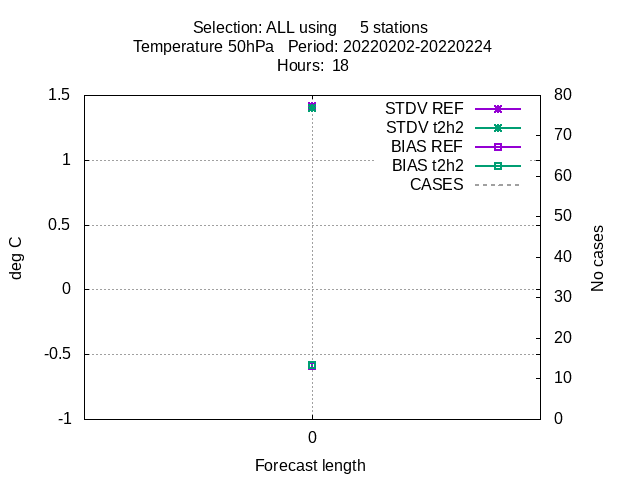 Selection: ALL using     5 stations
Temperature 50hPa   Period: 20220202-20220224
Hours:  18
STDV REF
STDV t2h2
BIAS REF
BIAS t2h2
CASES
1.5
1
0.5
0
-0.5
-1
80
70
60
50
40
30
20
10
0
deg C
No cases
0
Forecast length